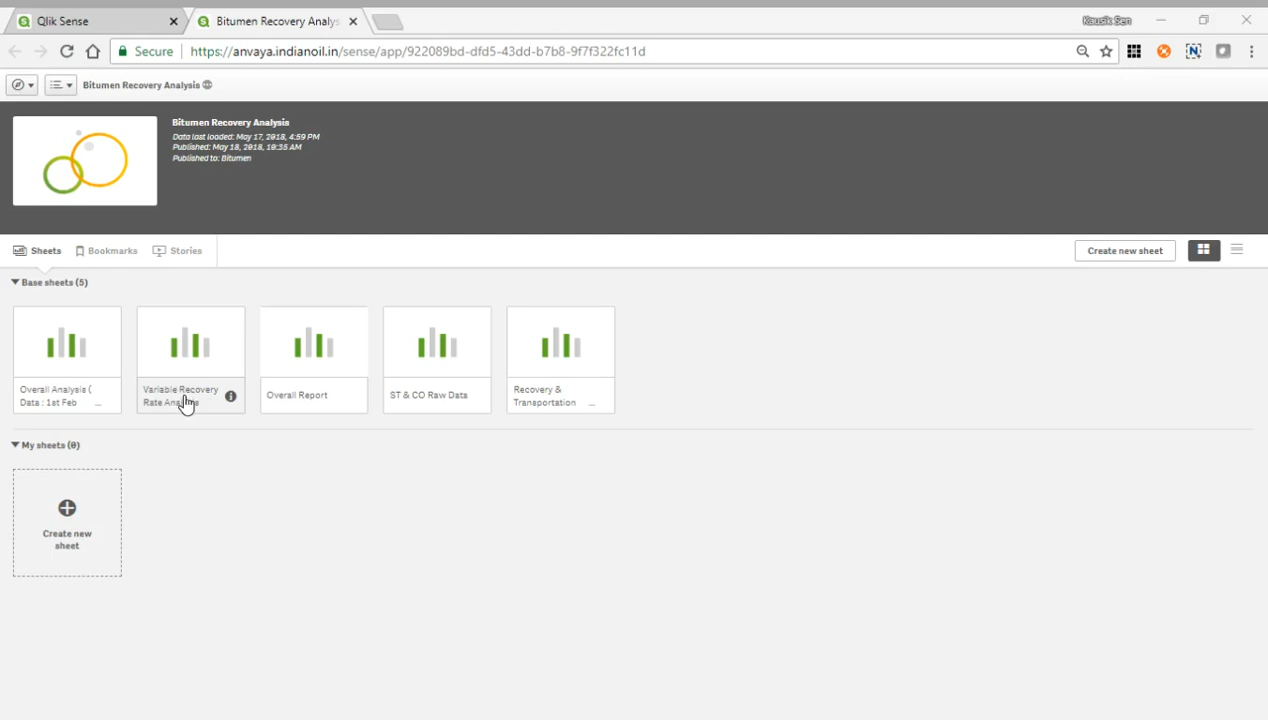 Qlik Sense
Bitumen Recovery Analys
Kausik Sen
Secure
https://anvaya.indianoil.in/sense/app/922089bd-dfd5-43dd-b7b8-9f7f322fc11d
Bitumen Recovery Analysis
Bitumen Recovery Analysis
Data last loaded: May 17, 2018, 4:59 PM
Published: May 18, 2018, 10:35 AM
Published to: Bitumen
Sheets
Bookmarks
Stories
Create new sheet
Base sheets (5)
Overall Analysis (
Data : 1st Feb ...
Variable Recovery
Rate Analysis
Overall Report
ST & CO Raw Data
Recovery &
Transportation ...
My sheets (0)
Create new
sheet